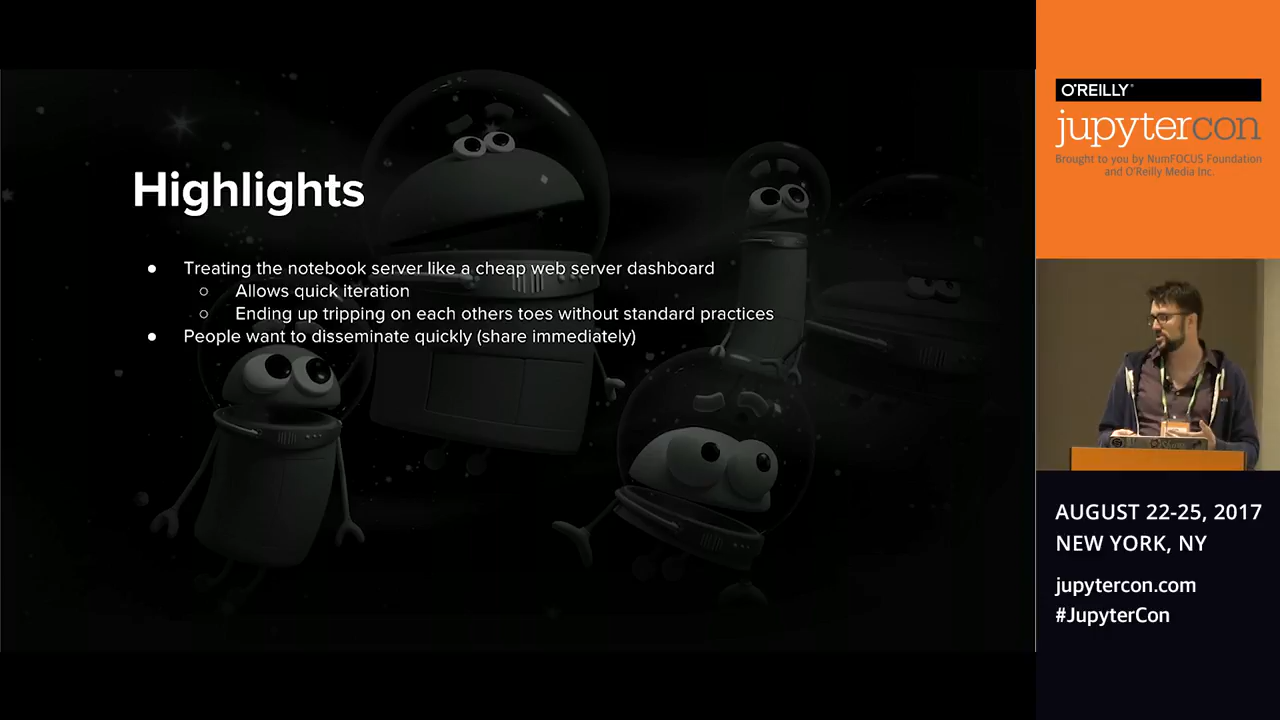 Highlights
● Treating the notebook server like a cheap web server dashboard
○ Allows quick iteration
○ Ending up tripping on each others toes without standard practices
● People want to disseminate quickly (share immediately)
O'REILLY®
jupytercon
Brought to you by NumFOCUS Foundation
and O'Reilly Media Inc.
AUGUST 22-25, 2017
NEW YORK, NY
jupytercon.com
#JupyterCon